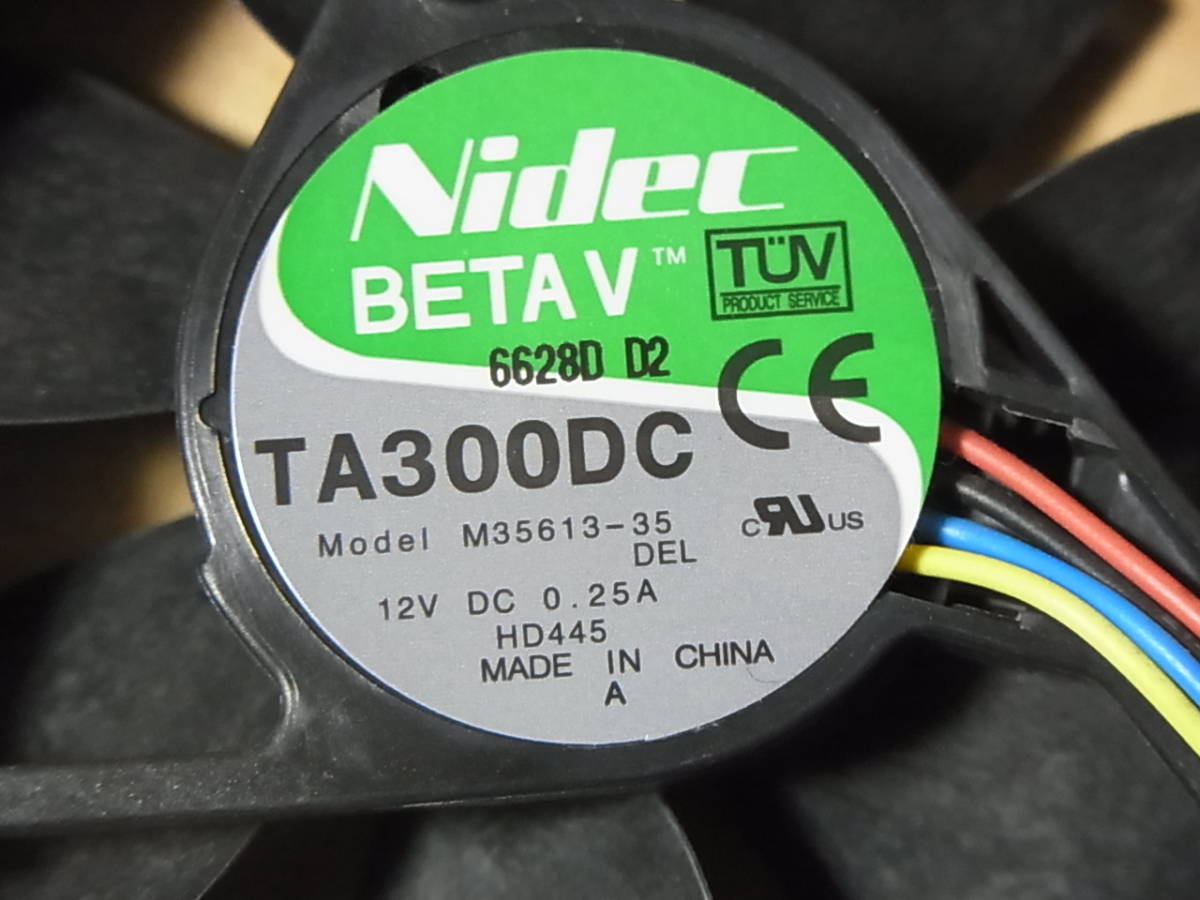 Nidec
BETA V™
TÜV
PRODUCT SERVICE
6628D D2
CE
TA300DC
Model M35613-35
DEL
C RU US
12V DC 0.25A
HD445
MADE IN CHINA
A